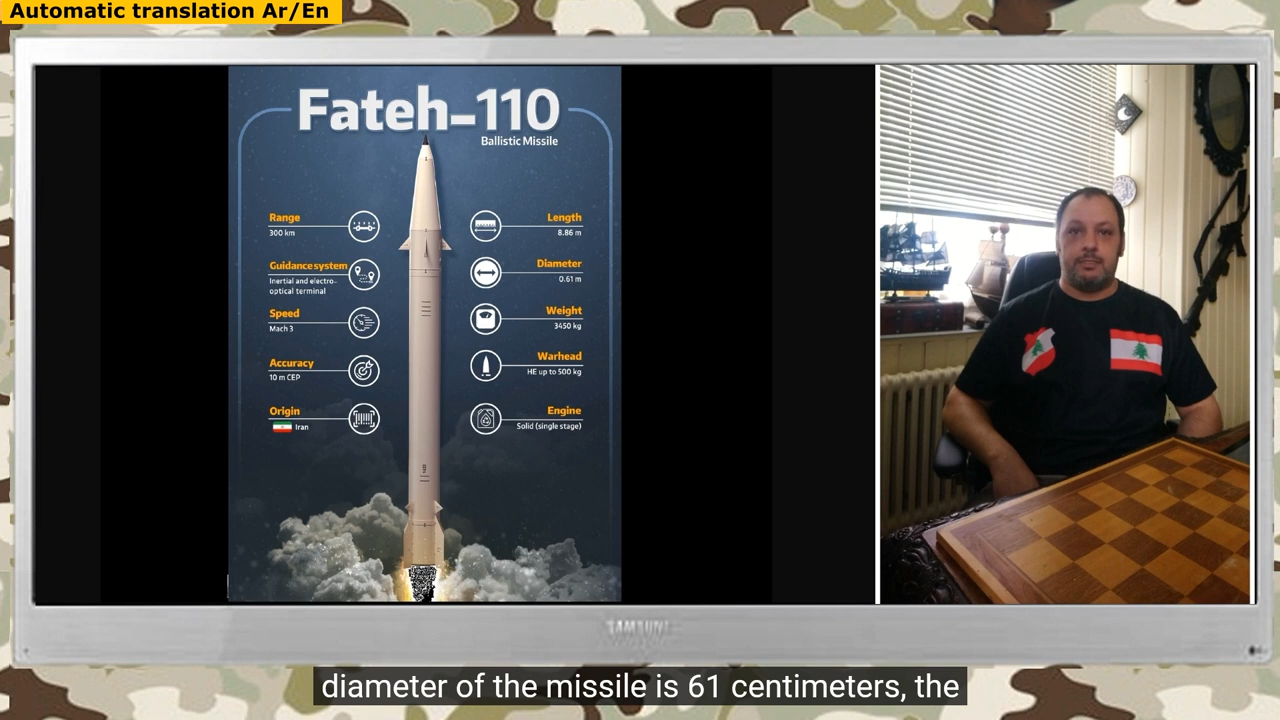 Automatic translation Ar/En
Fateh-110
Ballistic Missile
Range
300 km
Guidance system
Inertial and electro-
optical terminal
Speed
Mach 3
Accuracy
10 m CEP
Origin
Iran
Length
8.86 m
Diameter
0.61 m
Weight
3450 kg
Warhead
HE up to 500 kg
Engine
Solid (single stage)
SAMSUNG
diameter of the missile is 61 centimeters, the